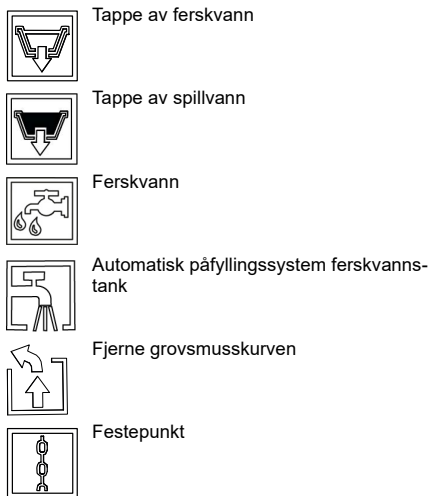 Tappe av ferskvann
Tappe av spillvann
Ferskvann
Automatisk påfyllingssystem ferskvanns-
tank
Fjerne grovsmusskurven
Festepunkt